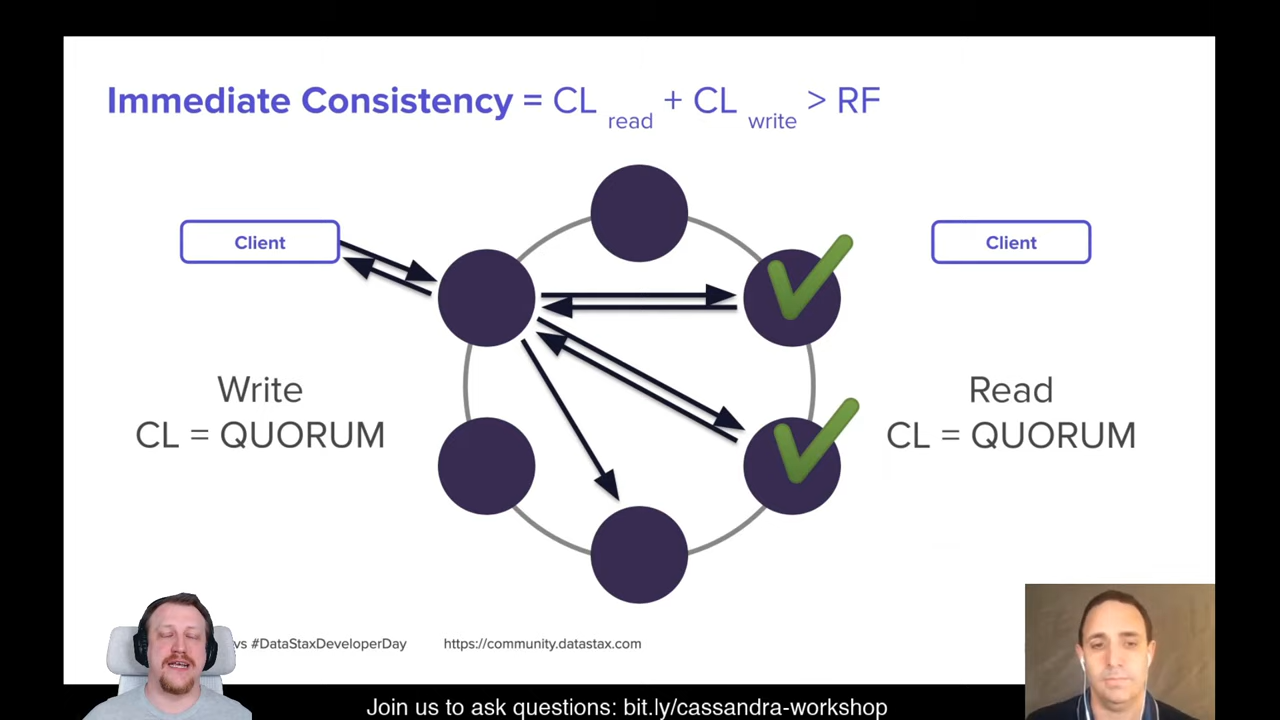 Immediate Consistency = CL read + CL write > RF
Client
Client
Write
CL = QUORUM
Read
CL = QUORUM
#DataStaxDeveloperDay
https://community.datastax.com
Join us to ask questions: bit.ly/cassandra-workshop